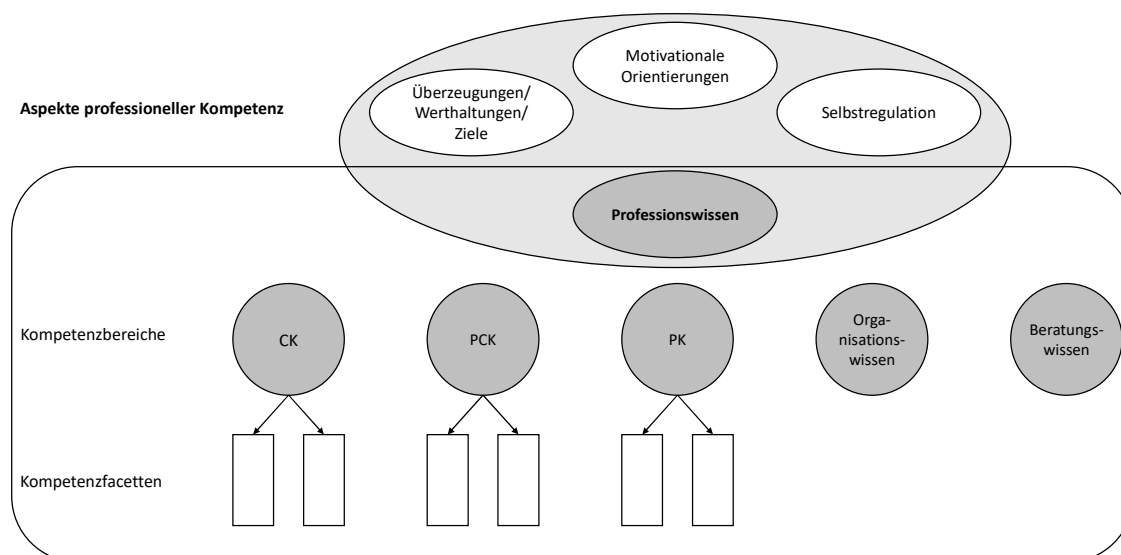 Motivationale
Orientierungen
Überzeugungen/
Werthaltungen/
Ziele
Selbstregulation
Aspekte professioneller Kompetenz
Professionswissen
Kompetenzbereiche
CK
PCK
PK
Orga-
nisations-
wissen
Beratungs-
wissen
Kompetenzfacetten